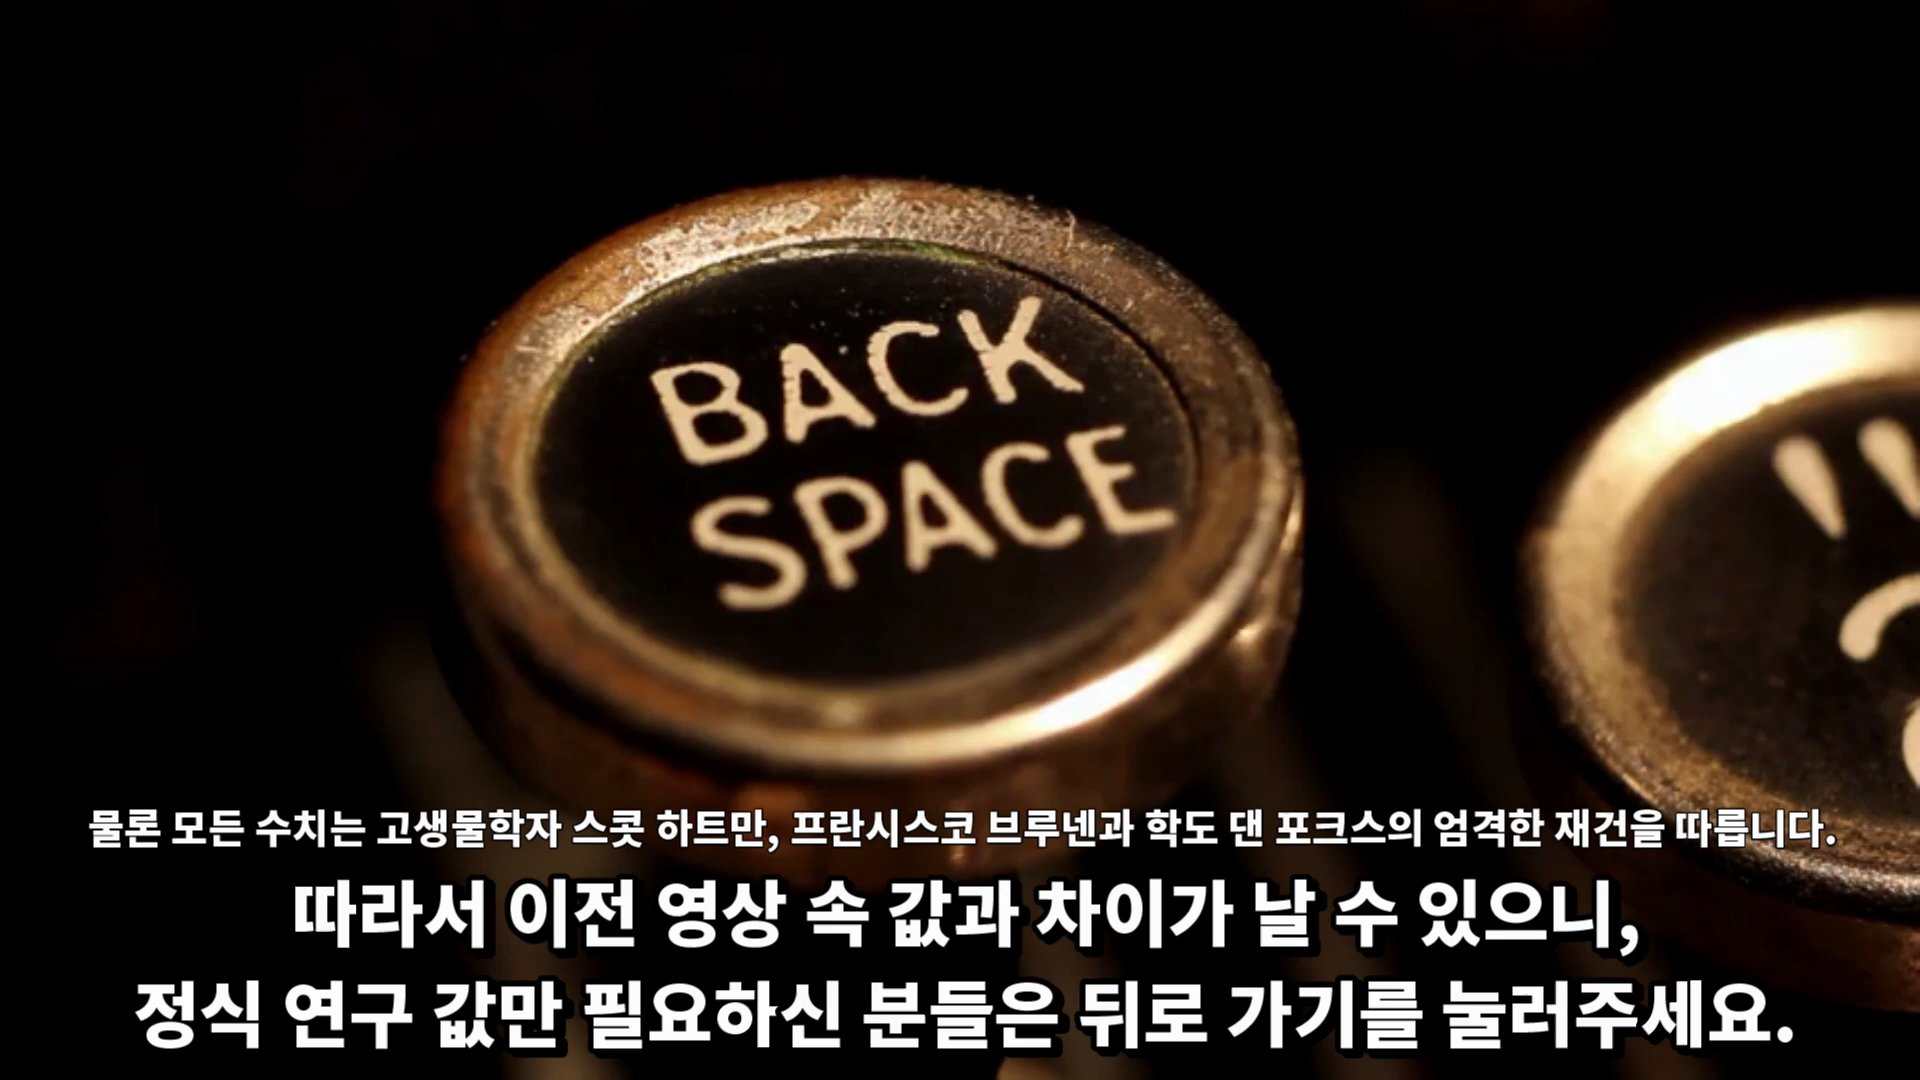 BACK
SPACE
물론 모든 수치는 고생물학자 스콧 하트만, 프란시스코 브루넨과 학도 댄 포크스의 엄격한 재건을 따릅니다.
따라서 이전 영상 속 값과 차이가 날 수 있으니,
정식 연구 값만 필요하신 분들은 뒤로 가기를 눌러주세요.